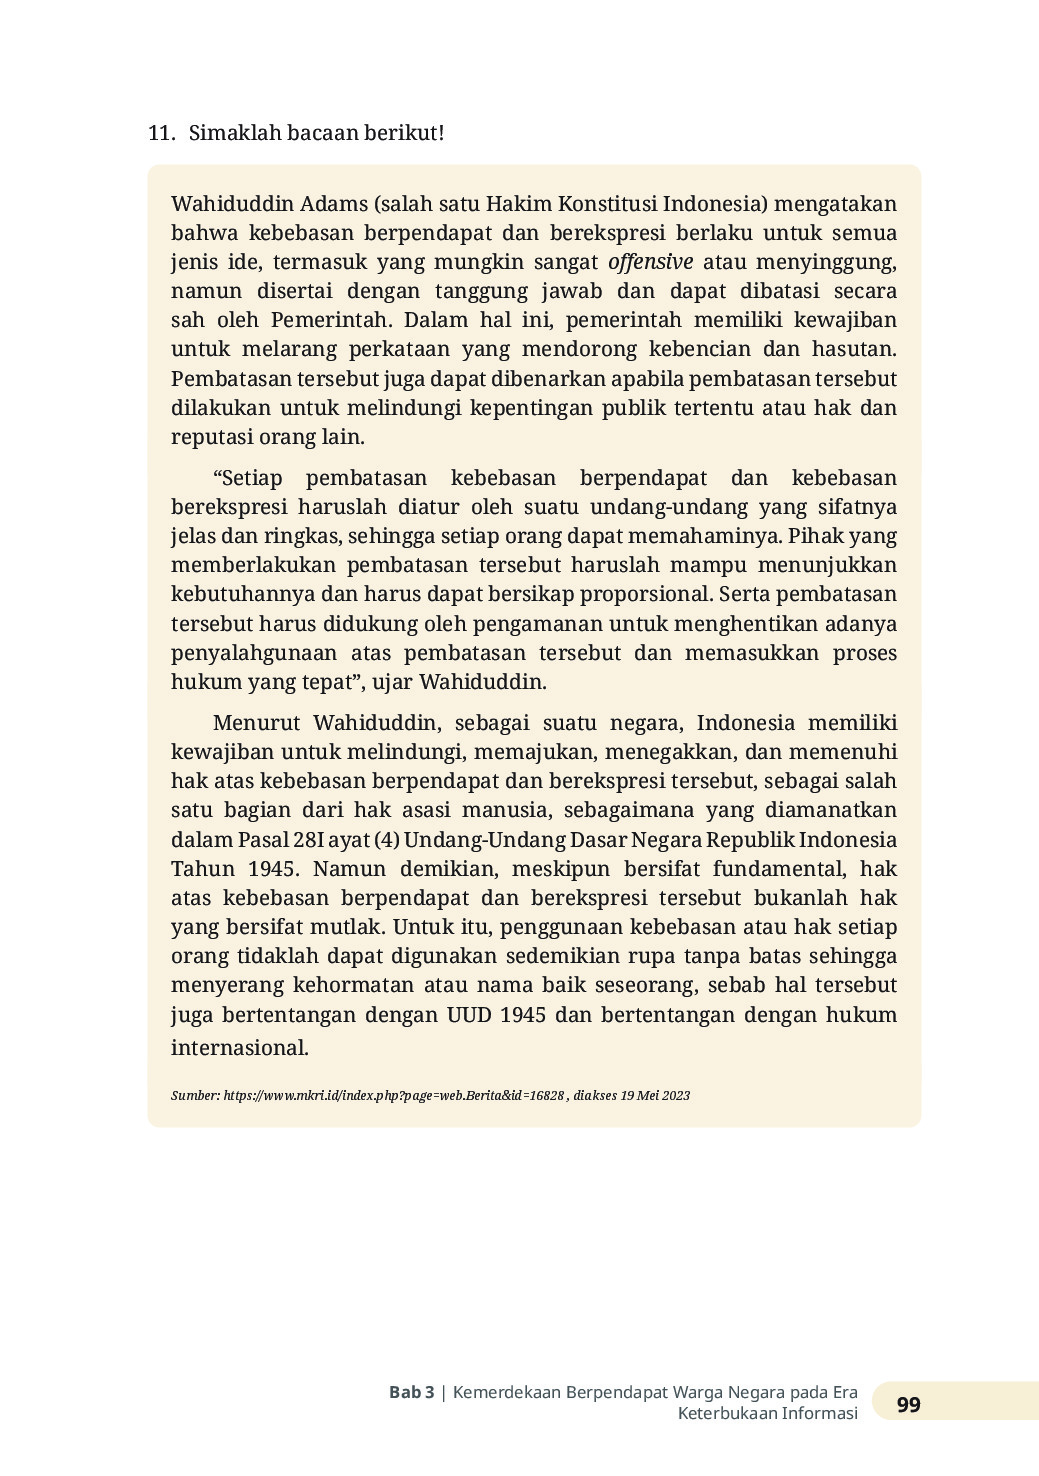 11. Simaklah bacaan berikut!
Wahiduddin Adams (salah satu Hakim Konstitusi Indonesia) mengatakan
bahwa kebebasan berpendapat dan berekspresi berlaku untuk semua
jenis ide, termasuk yang mungkin sangat offensive atau menyinggung,
namun disertai dengan tanggung jawab dan dapat dibatasi secara
sah oleh Pemerintah. Dalam hal ini, pemerintah memiliki kewajiban
untuk melarang perkataan yang mendorong kebencian dan hasutan.
Pembatasan tersebut juga dapat dibenarkan apabila pembatasan tersebut
dilakukan untuk melindungi kepentingan publik tertentu atau hak dan
reputasi orang lain.
“Setiap pembatasan kebebasan berpendapat dan kebebasan
berekspresi haruslah diatur oleh suatu undang-undang yang sifatnya
jelas dan ringkas, sehingga setiap orang dapat memahaminya. Pihak yang
memberlakukan pembatasan tersebut haruslah mampu menunjukkan
kebutuhannya dan harus dapat bersikap proporsional. Serta pembatasan
tersebut harus didukung oleh pengamanan untuk menghentikan adanya
penyalahgunaan atas pembatasan tersebut dan memasukkan proses
hukum yang tepat”, ujar Wahiduddin.
Menurut Wahiduddin, sebagai suatu negara, Indonesia memiliki
kewajiban untuk melindungi, memajukan, menegakkan, dan memenuhi
hak atas kebebasan berpendapat dan berekspresi tersebut, sebagai salah
satu bagian dari hak asasi manusia, sebagaimana yang diamanatkan
dalam Pasal 28I ayat (4) Undang-Undang Dasar Negara Republik Indonesia
Tahun 1945. Namun demikian, meskipun bersifat fundamental, hak
atas kebebasan berpendapat dan berekspresi tersebut bukanlah hak
yang bersifat mutlak. Untuk itu, penggunaan kebebasan atau hak setiap
orang tidaklah dapat digunakan sedemikian rupa tanpa batas sehingga
menyerang kehormatan atau nama baik seseorang, sebab hal tersebut
juga bertentangan dengan UUD 1945 dan bertentangan dengan hukum
internasional.
Sumber: https://www.mkri.id/index.php?page=web.Berita&id=16828 , diakses 19 Mei 2023
Bab 3 | Kemerdekaan Berpendapat Warga Negara pada Era
Keterbukaan Informasi
99